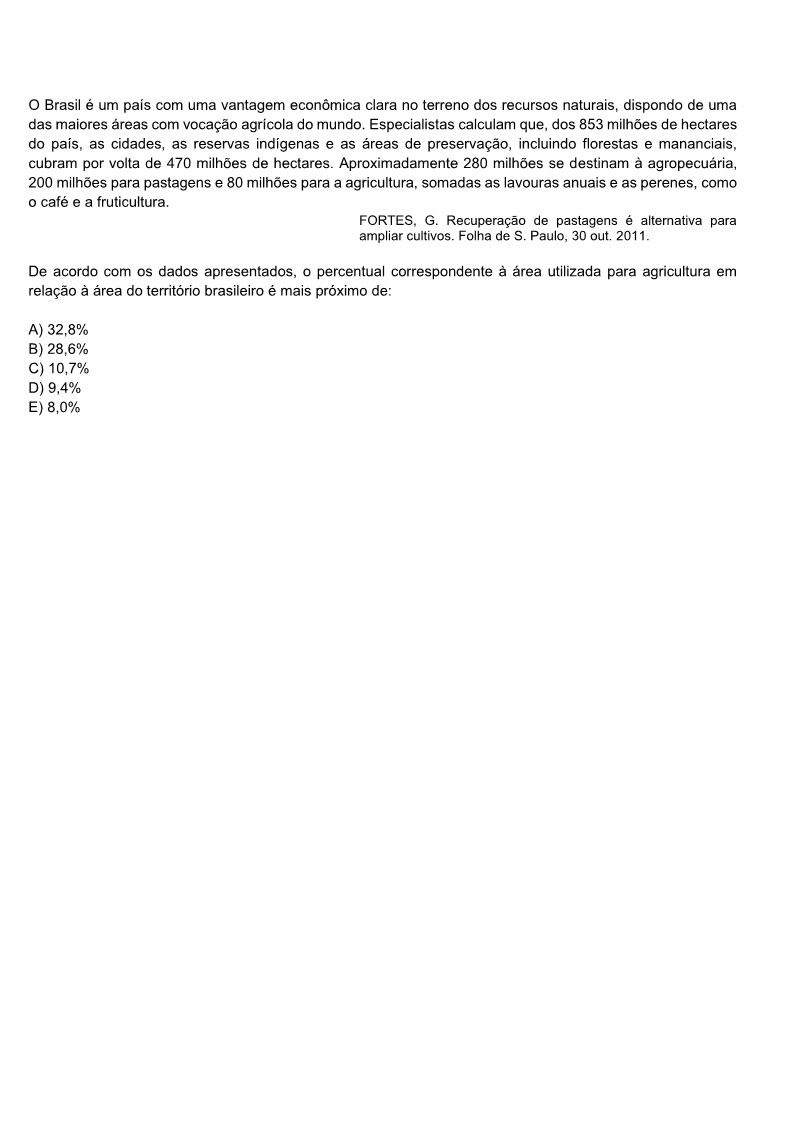 O Brasil é um país com uma vantagem econômica clara no terreno dos recursos naturais, dispondo de uma
das maiores áreas com vocação agrícola do mundo. Especialistas calculam que, dos 853 milhões de hectares
do país, as cidades, as reservas indígenas e as áreas de preservação, incluindo florestas e mananciais,
cubram por volta de 470 milhões de hectares. Aproximadamente 280 milhões se destinam à agropecuária,
200 milhões para pastagens e 80 milhões para a agricultura, somadas as lavouras anuais e as perenes, como
o café e a fruticultura.
FORTES, G. Recuperação de pastagens é alternativa para
ampliar cultivos. Folha de S. Paulo, 30 out. 2011.
De acordo com os dados apresentados, o percentual correspondente à área utilizada para agricultura em
relação à área do território brasileiro é mais próximo de:
A) 32,8%
B) 28,6%
C) 10,7%
D) 9,4%
E) 8,0%